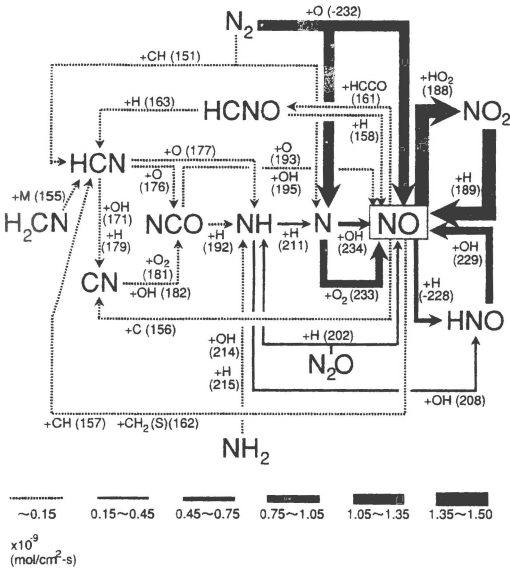 N2
+O (-232)
+CH (151)
+HCCO
(161)
+HO2
(188)
+H (163)
HCNO
+H
(158)
NO2
+O (177)
+O
(193)
HCN
+O
(176)
+OH
(195)
+H
(189)
+M (155)
H2CN
+OH
(171)
+H
(179)
NCO
+H
(192)
NH
+H
(211)
N
+OH
(234)
NO
+OH
(229)
+O2
(181)
CN
+OH (182)
+O2 (233)
+H
(-228)
+C (156)
+H (202)
HNO
+OH
(214)
N2O
+H
(215)
+OH (208)
+CH (157)
+CH2 (S)(162)
NH2
~0.15
0.15~0.45
0.45~0.75
0.75~1.05
1.05~1.35
1.35~1.50
x10-9
(mol/cm2-s)